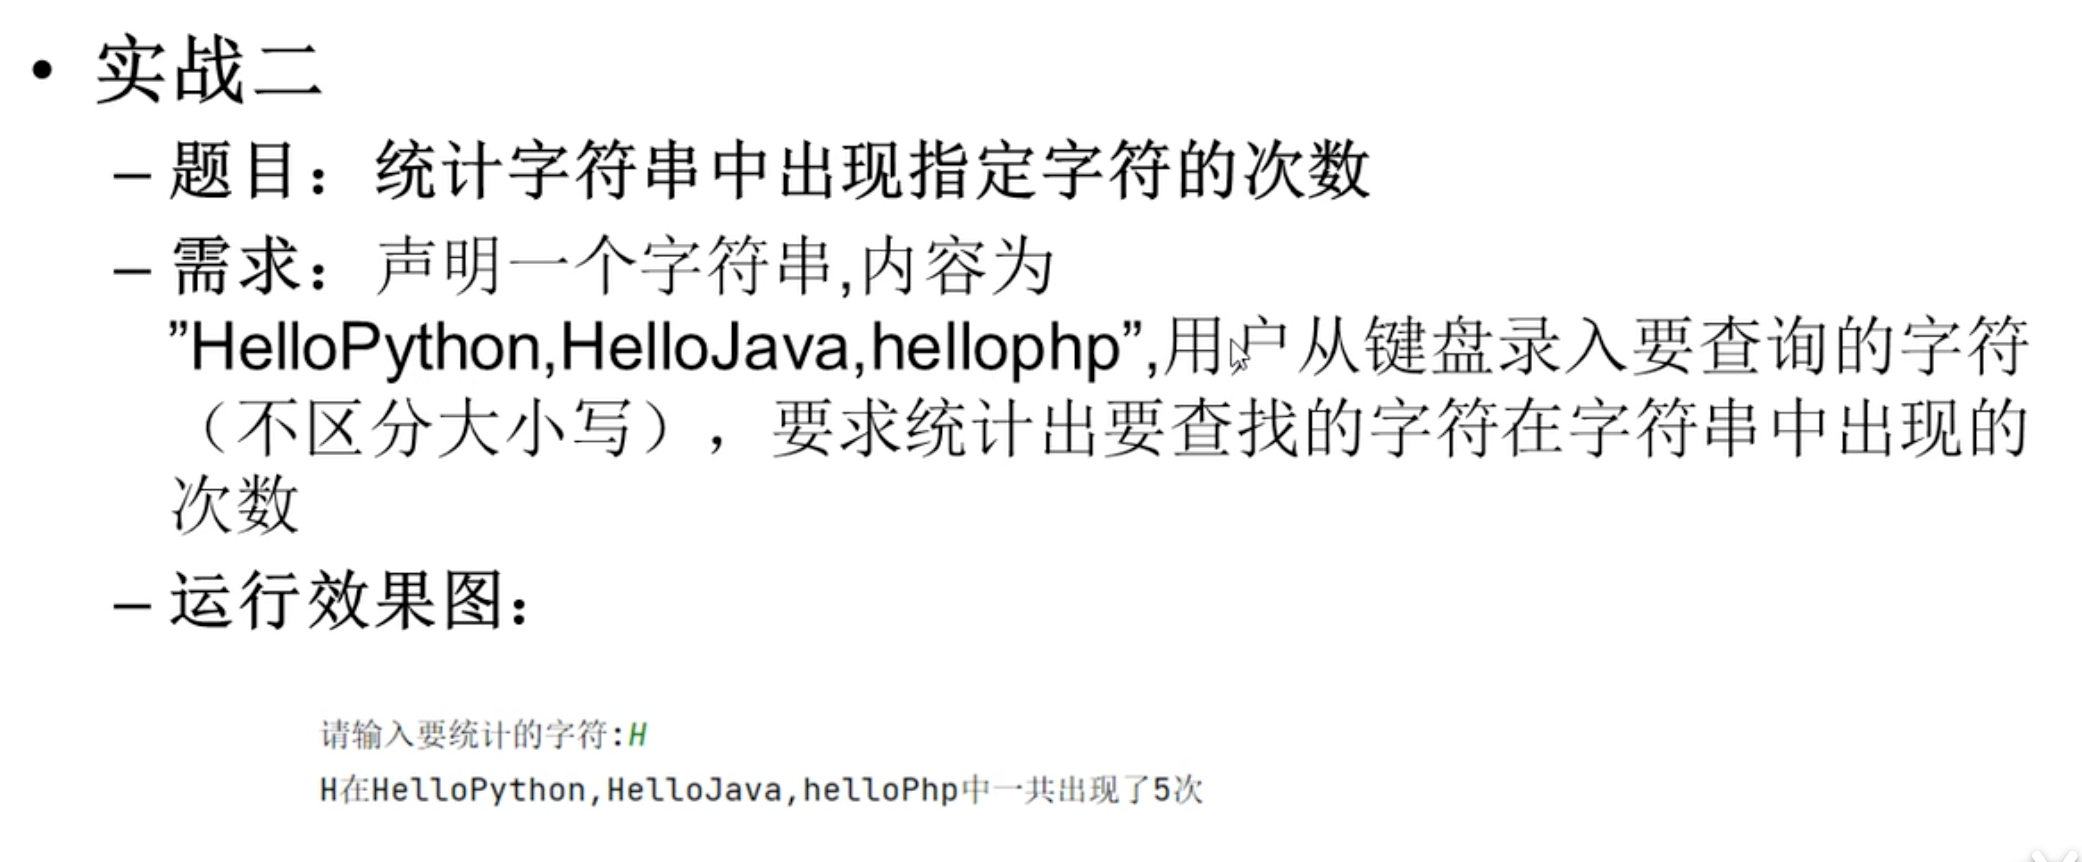 • 实战二
– 题目：统计字符串中出现指定字符的次数
– 需求：声明一个字符串,内容为
”HelloPython,HelloJava,hellophp”,用户从键盘录入要查询的字符
（不区分大小写），要求统计出要查找的字符在字符串中出现的
次数
– 运行效果图：
请输入要统计的字符:H
H在HelloPython,HelloJava,helloPhp中一共出现了5次